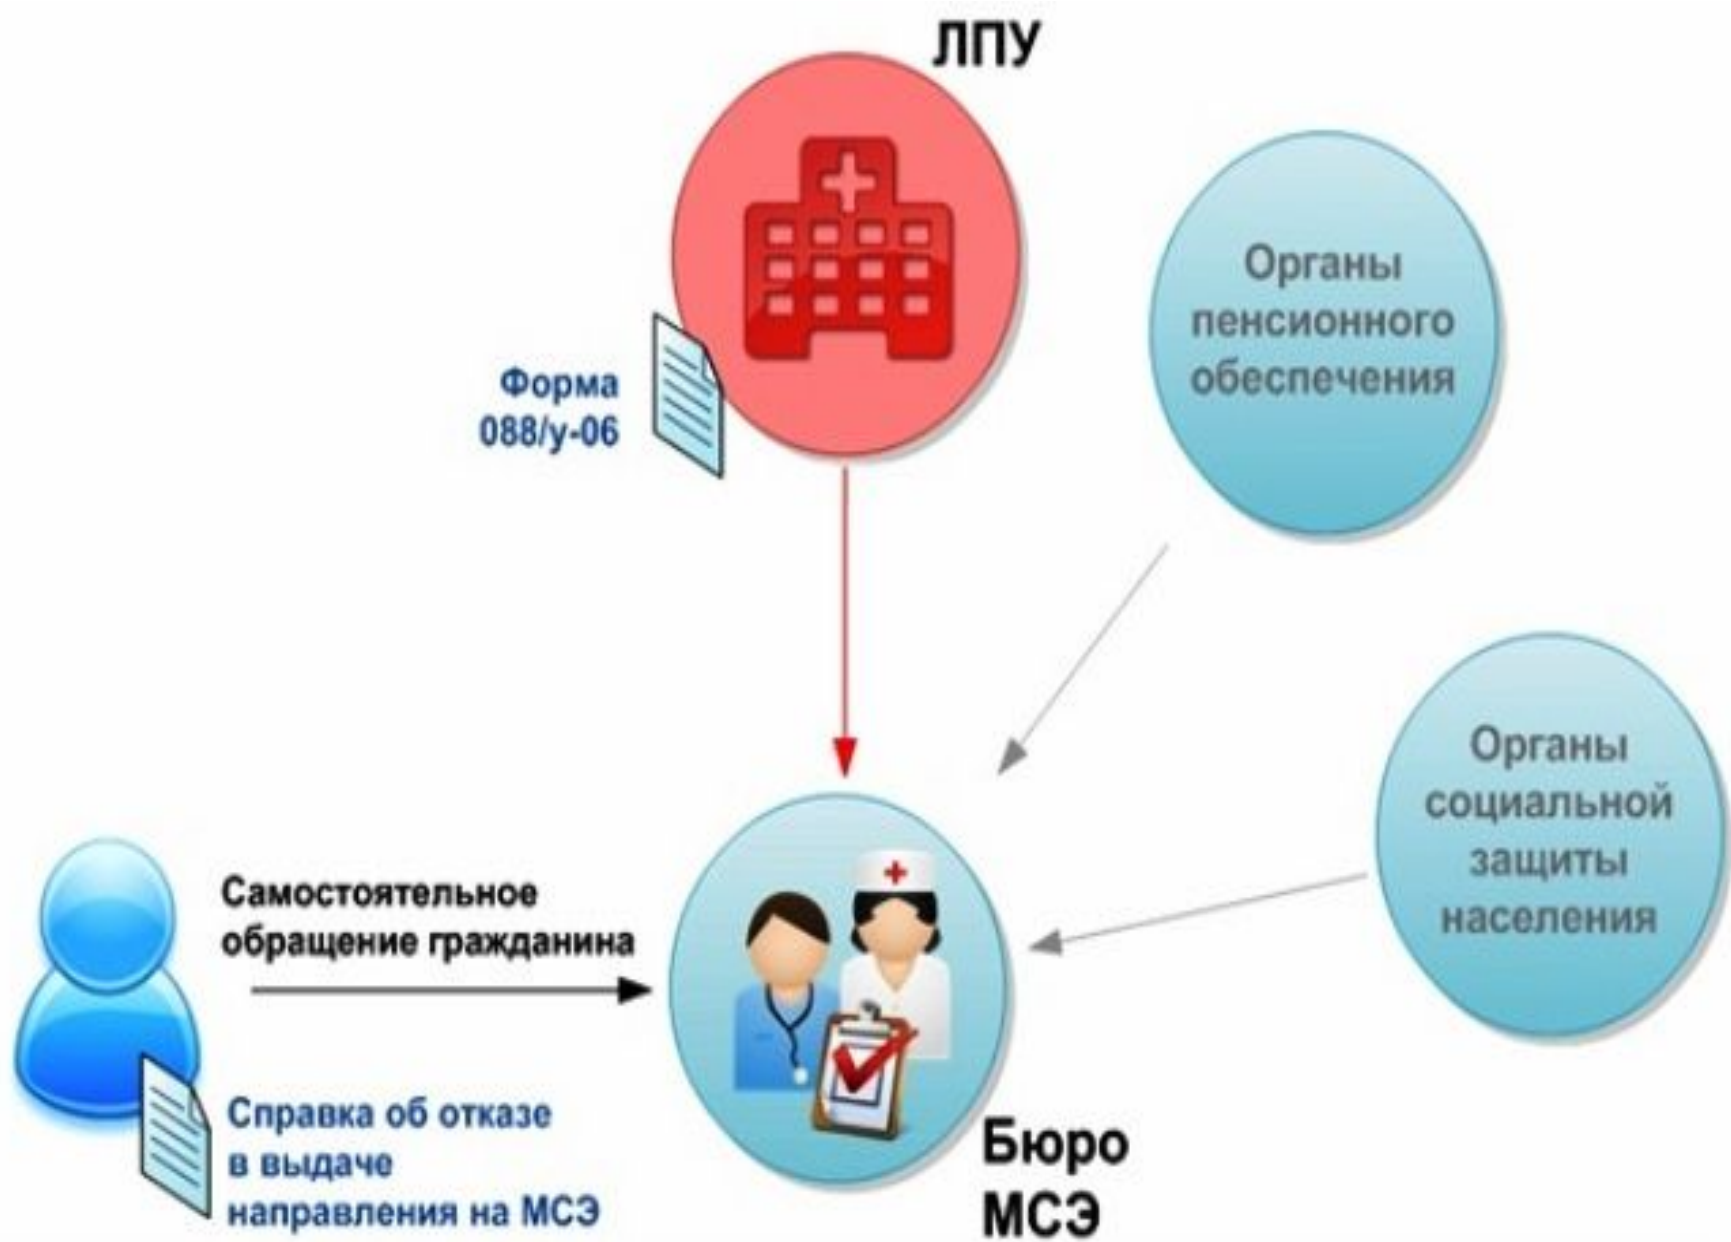 ЛПУ
Органы
пенсионного
обеспечения
Форма
088/у-06
Органы
социальной
защиты
населения
Самостоятельное
обращение гражданина
Справка об отказе
в выдаче
направления на МСЭ
Бюро
МСЭ